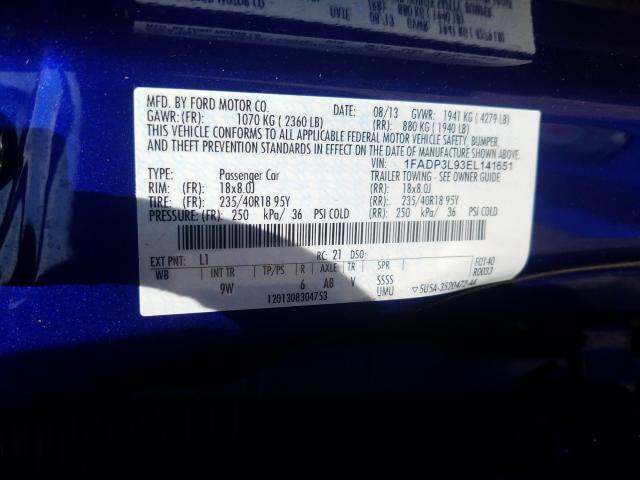 MFD. BY FORD MOTOR CO.
DATE: 08/13 GVWR: 1941 KG ( 4279 LB)
GAWR: (FR): 1070 KG ( 2360 LB) (RR): 880 KG ( 1940 LB)
THIS VEHICLE CONFORMS TO ALL APPLICABLE FEDERAL MOTOR VEHICLE SAFETY, BUMPER,
AND THEFT PREVENTION STANDARDS IN EFFECT ON THE DATE OF MANUFACTURE SHOWN ABOVE.
VIN: 1FADP3L93EL141651
TYPE: Passenger Car TRAILER TOWING - SEE OWNER GUIDE
RIM: (FR): 18x8.0J (RR): 18x8.0J
TIRE: (FR): 235/40R18 95Y (RR): 235/40R18 95Y
PRESSURE: (FR): 250 kPa/ 36 PSI COLD (RR): 250 kPa/ 36 PSI COLD
EXT PNT: L1 RC: 21 DSO: F0140
WB INT TR TP/PS R AXLE TR SPR R0033
9W 6 AB V SSSS
1201308304753 UMU